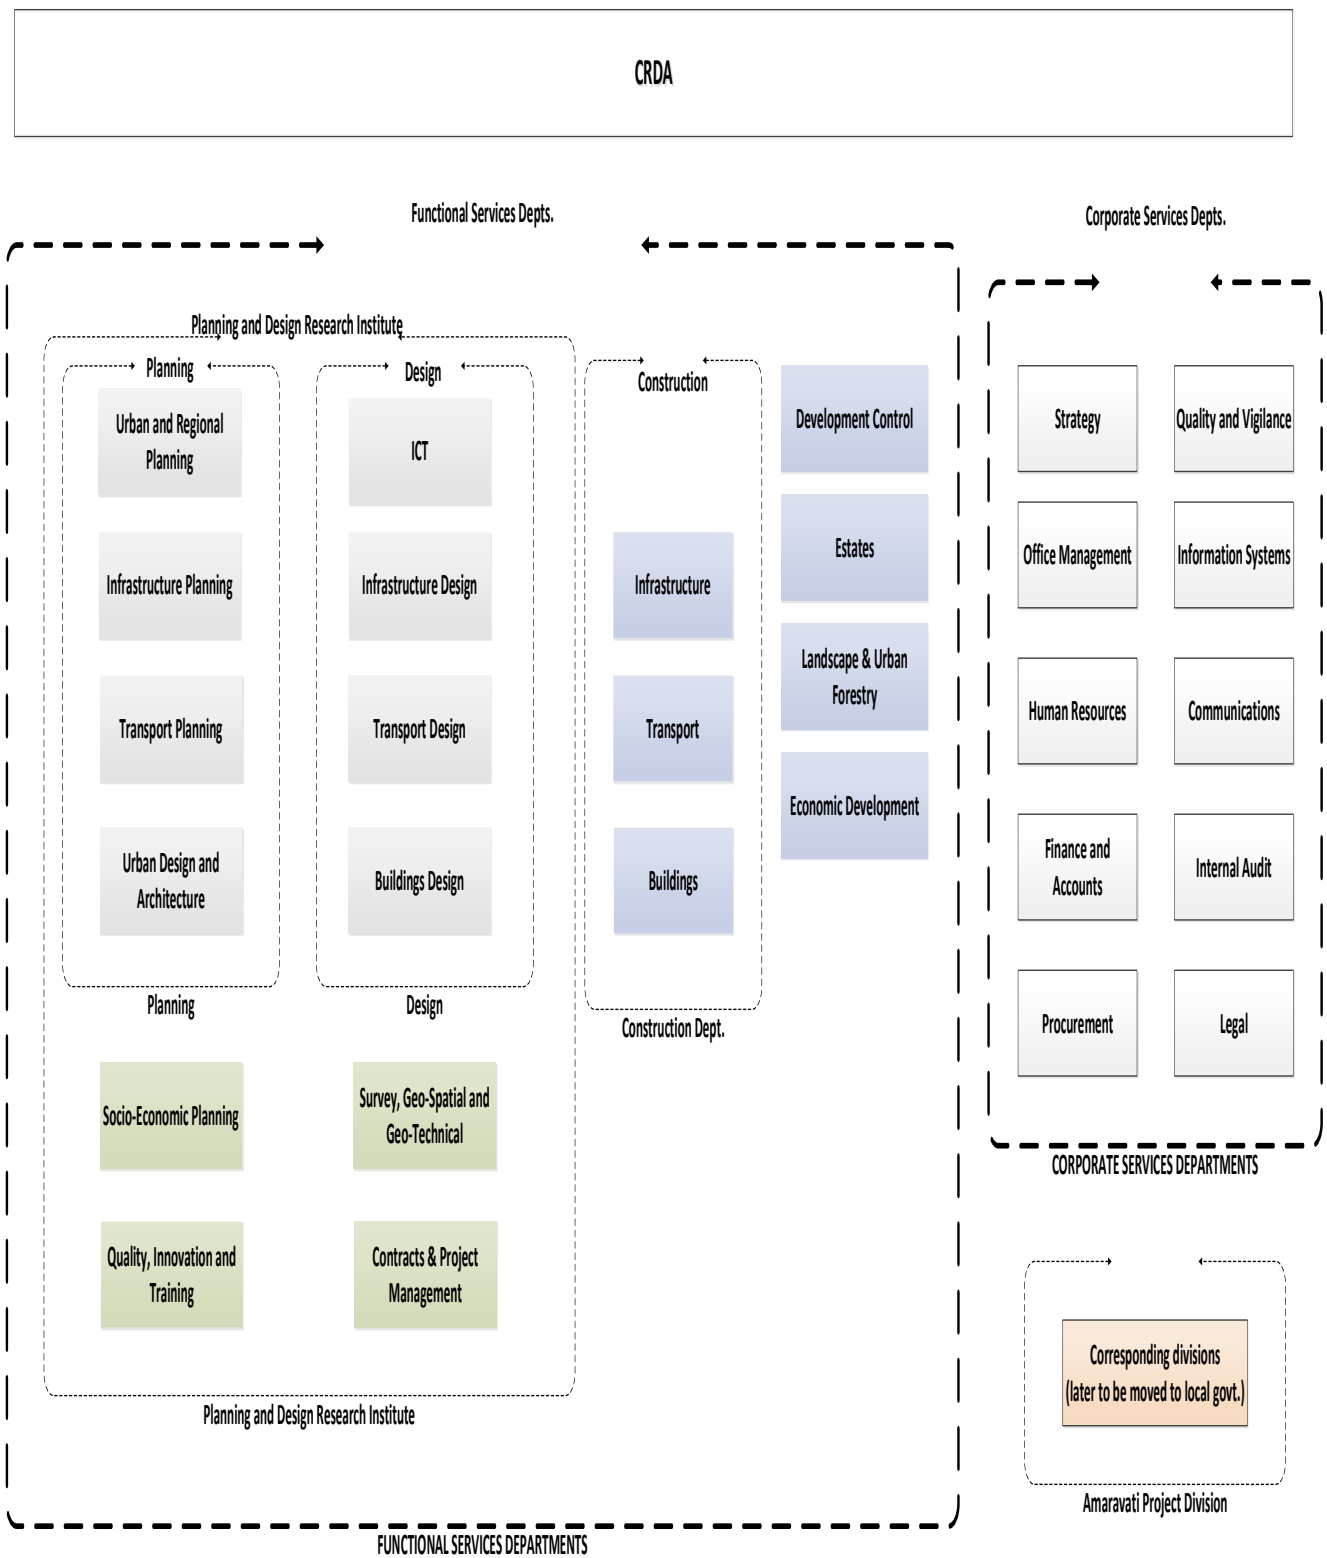 CRDA
Functional Services Depts.
Corporate Services Depts.
Planning and Design Research Institute
Planning
Design
Construction
Urban and Regional
Planning
ICT
Infrastructure Planning
Infrastructure Design
Infrastructure
Transport Planning
Transport Design
Transport
Urban Design and
Architecture
Buildings Design
Buildings
Planning
Design
Construction Dept.
Socio-Economic Planning
Survey, Geo-Spatial and
Geo-Technical
Quality, Innovation and
Training
Contracts & Project
Management
Planning and Design Research Institute
Development Control
Estates
Landscape & Urban
Forestry
Economic Development
FUNCTIONAL SERVICES DEPARTMENTS
Strategy
Quality and Vigilance
Office Management
Information Systems
Human Resources
Communications
Finance and
Accounts
Internal Audit
Procurement
Legal
CORPORATE SERVICES DEPARTMENTS
Corresponding divisions
(later to be moved to local govt.)
Amaravati Project Division